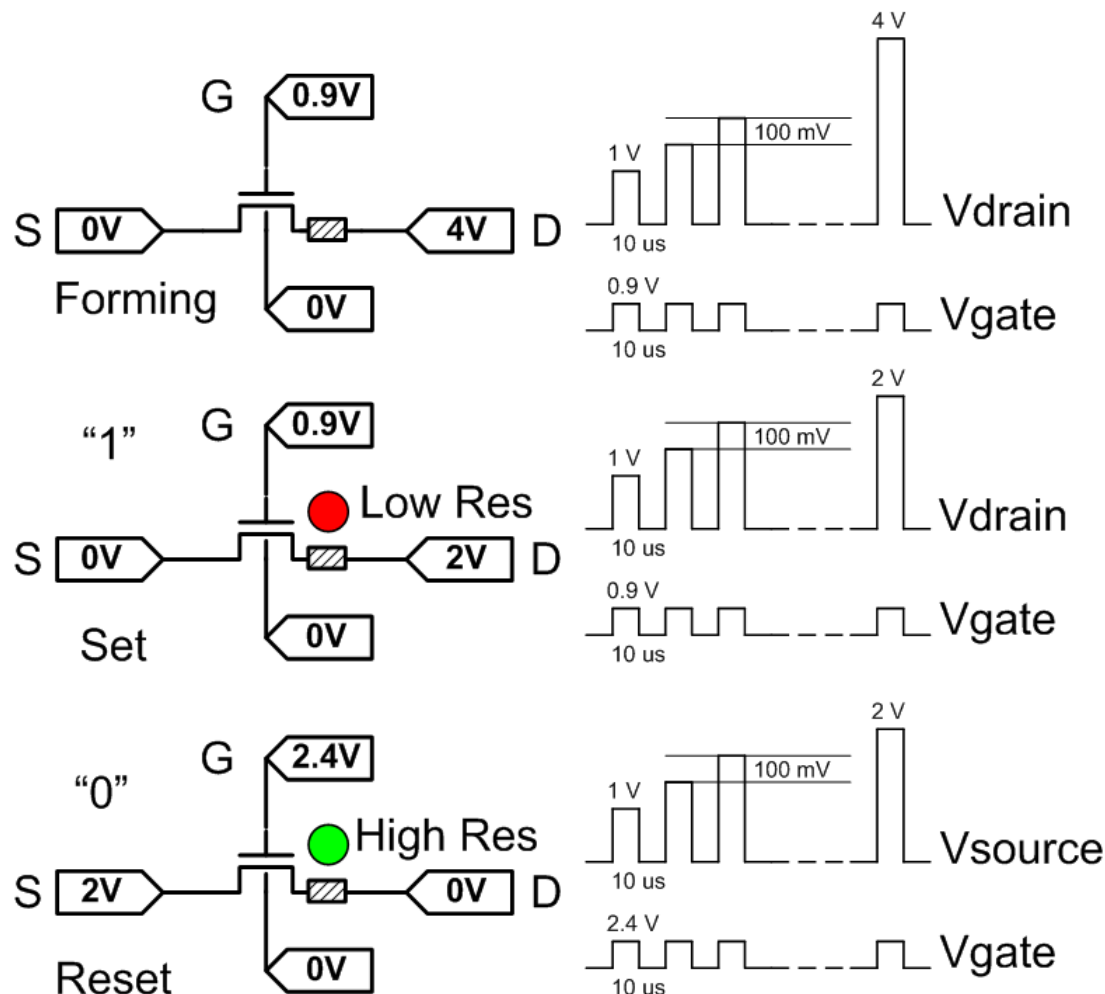 G 0.9V
S 0V 4V D
0V
Forming
4 V
100 mV
1 V
10 us
Vdrain
0.9 V
10 us
Vgate
“1”
G 0.9V
Low Res
S 0V 2V D
0V
Set
2 V
100 mV
1 V
10 us
Vdrain
0.9 V
10 us
Vgate
“0”
G 2.4V
High Res
S 2V 0V D
0V
Reset
2 V
100 mV
1 V
10 us
Vsource
2.4 V
10 us
Vgate